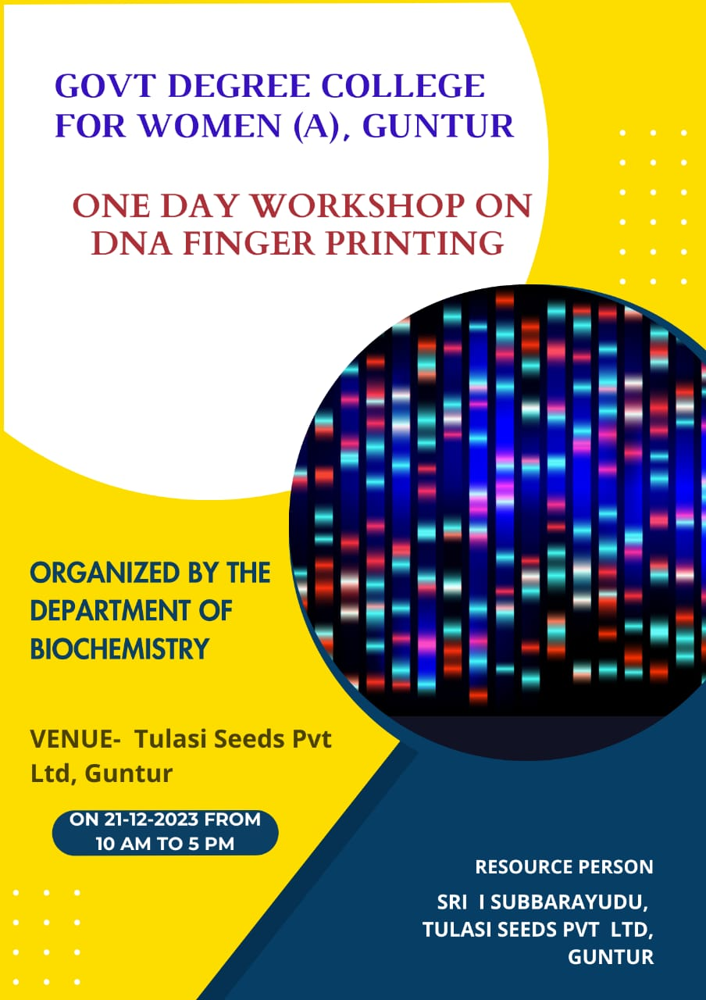 GOVT DEGREE COLLEGE
FOR WOMEN (A), GUNTUR
ONE DAY WORKSHOP ON
DNA FINGER PRINTING
ORGANIZED BY THE
DEPARTMENT OF
BIOCHEMISTRY
VENUE- Tulasi Seeds Pvt
Ltd, Guntur
ON 21-12-2023 FROM
10 AM TO 5 PM
RESOURCE PERSON
SRI I SUBBARAYUDU,
TULASI SEEDS PVT LTD,
GUNTUR